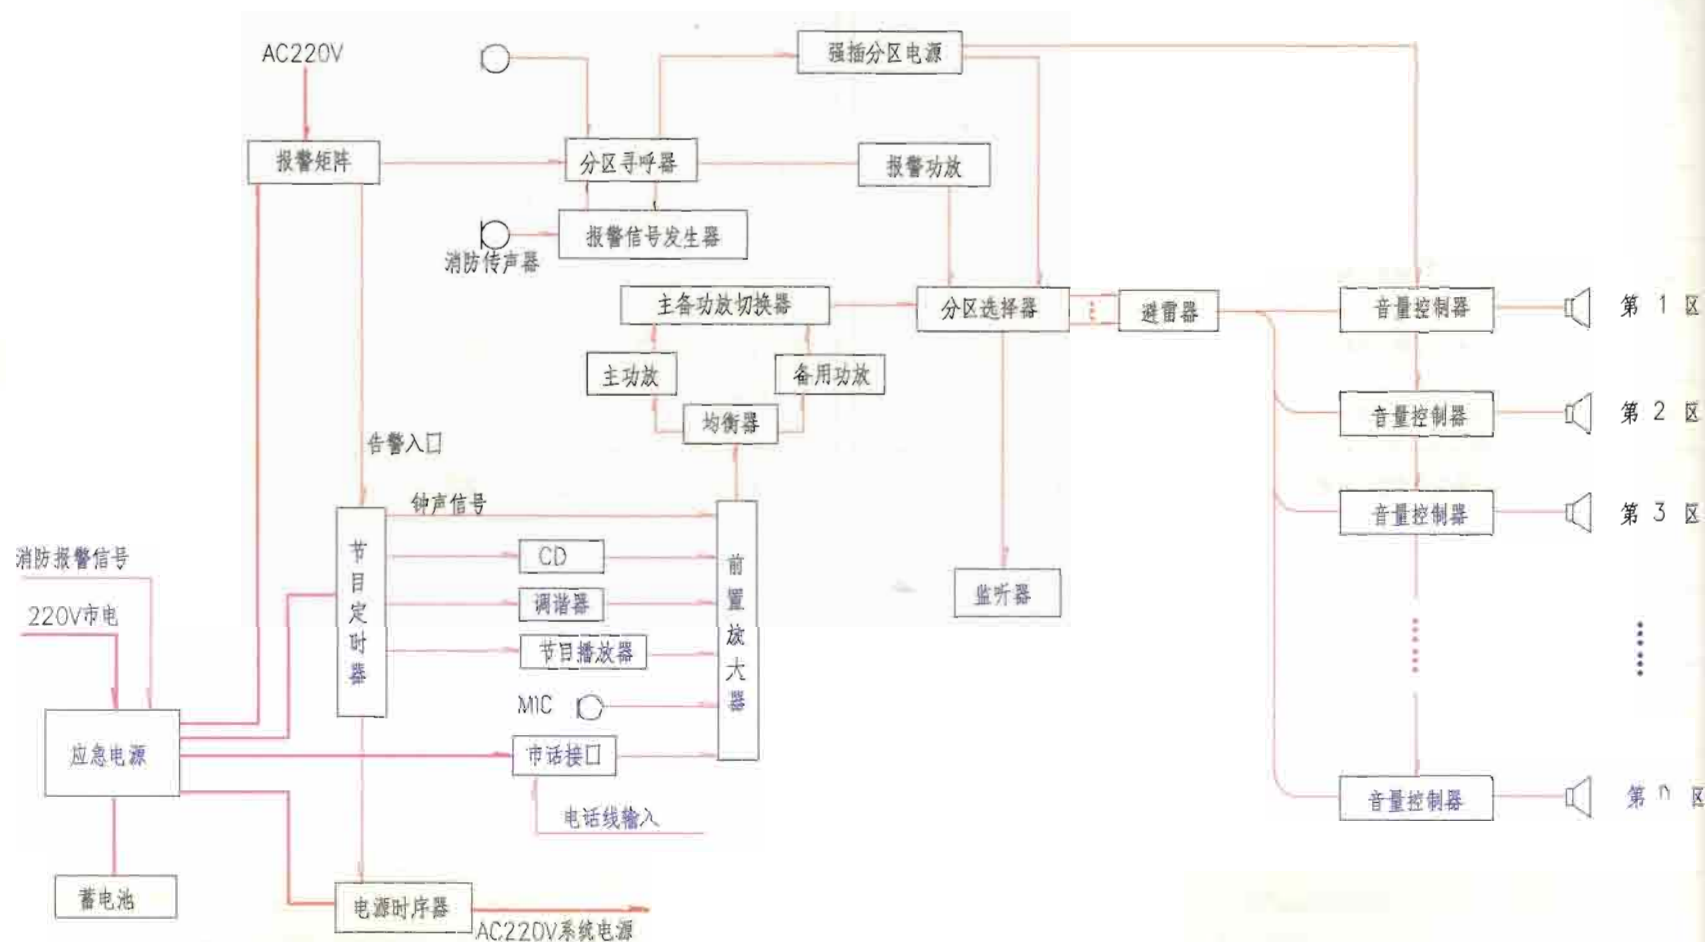 AC220V
强插分区电源
报警矩阵
分区寻呼器
报警功放
报警信号发生器
消防传声器
主备功放切换器
分区选择器
避雷器
音量控制器
第 1 区
主功放
备用功放
均衡器
音量控制器
第 2 区
告警入口
钟声信号
音量控制器
第 3 区
节目定时器
CD
前置放大器
消防报警信号
调谐器
监听器
220V市电
节目播放器
MIC
应急电源
市话接口
电话线输入
音量控制器
第 n 区
蓄电池
电源时序器
AC220V系统电源